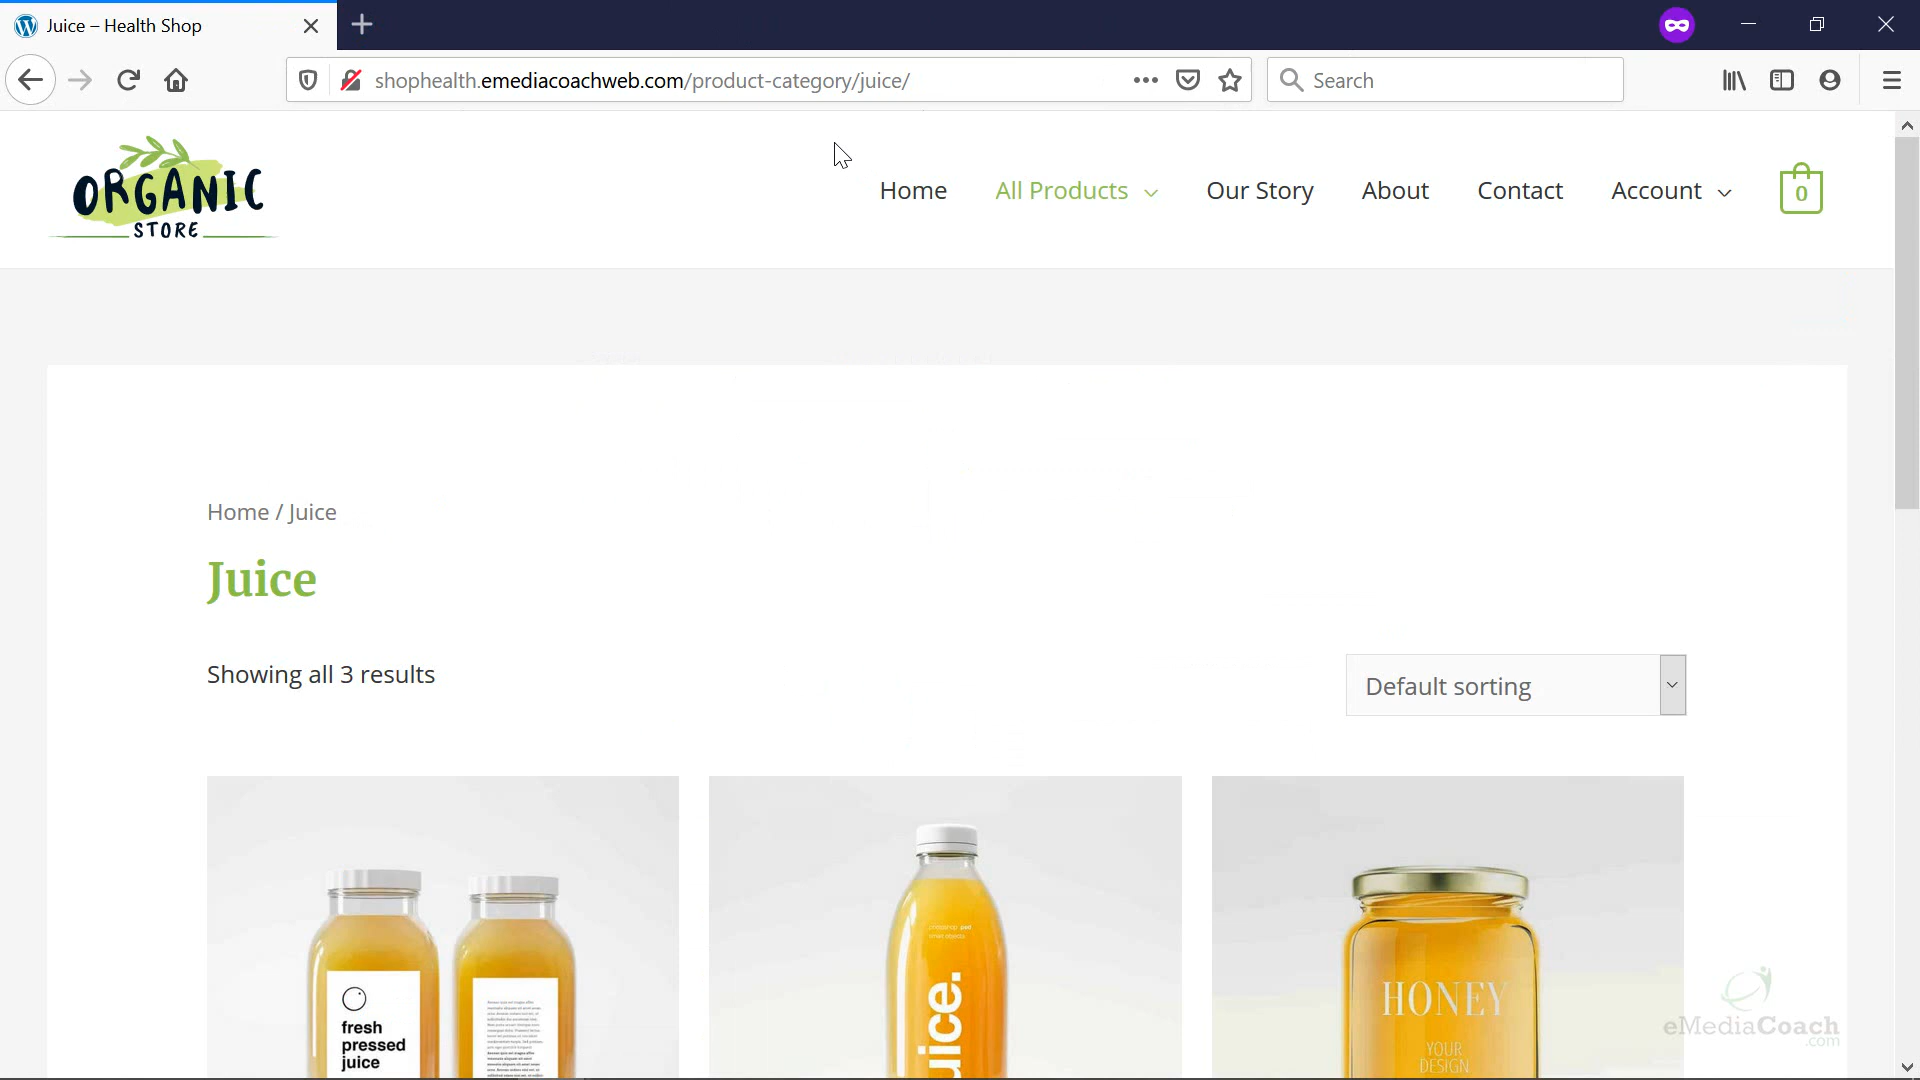 Juice – Health Shop
shophealth.emediacoachweb.com/product-category/juice/
Search
ORGANIC
STORE
Home
All Products
Our Story
About
Contact
Account
0
Home / Juice
Juice
Showing all 3 results
Default sorting
fresh
pressed
juice
uice.
HONEY
YOUR
DESIGN
eMediaCoach
.com